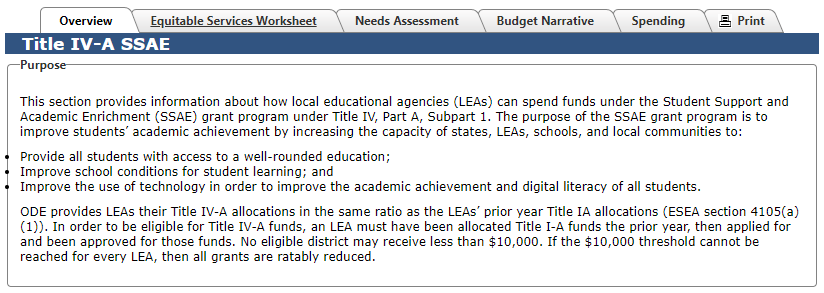 Overview
Equitable Services Worksheet
Needs Assessment
Budget Narrative
Spending
Print
Title IV-A SSAE
Purpose
This section provides information about how local educational agencies (LEAs) can spend funds under the Student Support and
Academic Enrichment (SSAE) grant program under Title IV, Part A, Subpart 1. The purpose of the SSAE grant program is to
improve students’ academic achievement by increasing the capacity of states, LEAs, schools, and local communities to:
• Provide all students with access to a well-rounded education;
• Improve school conditions for student learning; and
• Improve the use of technology in order to improve the academic achievement and digital literacy of all students.
ODE provides LEAs their Title IV-A allocations in the same ratio as the LEAs’ prior year Title IA allocations (ESEA section 4105(a)
(1)). In order to be eligible for Title IV-A funds, an LEA must have been allocated Title I-A funds the prior year, then applied for
and been approved for those funds. No eligible district may receive less than $10,000. If the $10,000 threshold cannot be
reached for every LEA, then all grants are ratably reduced.